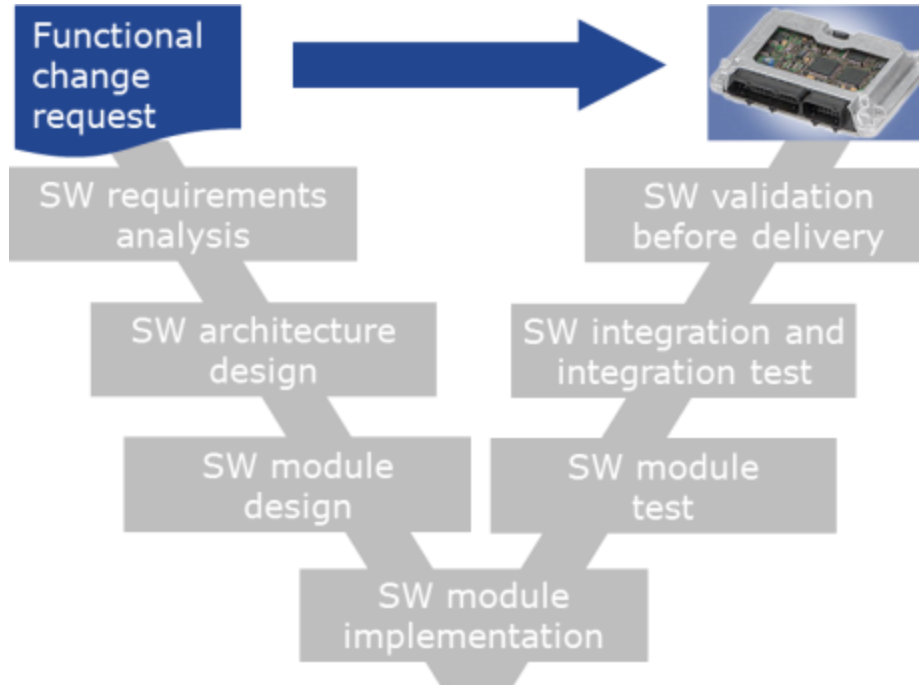 Functional
change
request
SW requirements
analysis
SW validation
before delivery
SW architecture
design
SW integration and
integration test
SW module
design
SW module
test
SW module
implementation